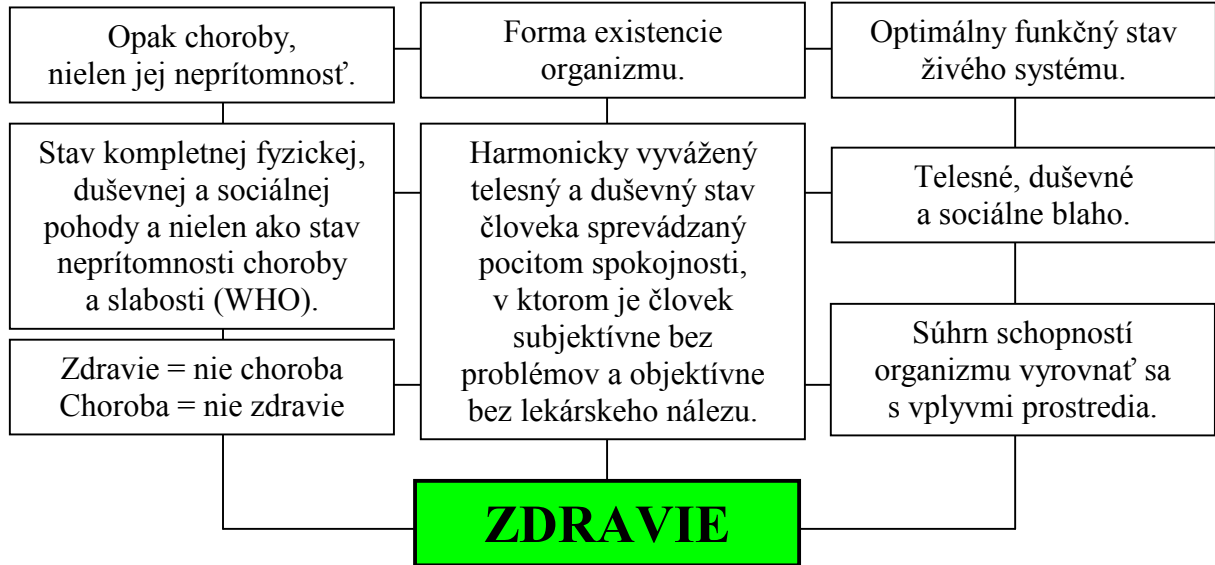 Opak choroby,
nielen jej neprítomnosť.
Forma existencie
organizmu.
Optimálny funkčný stav
živého systému.
Stav kompletnej fyzickej,
duševnej a sociálnej
pohody a nielen ako stav
neprítomnosti choroby
a slabosti (WHO).
Harmonicky vyvážený
telesný a duševný stav
človeka sprevádzaný
pocitom spokojnosti,
v ktorom je človek
subjektívne bez
problémov a objektívne
bez lekárskeho nálezu.
Telesné, duševné
a sociálne blaho.
Zdravie = nie choroba
Choroba = nie zdravie
Súhrn schopností
organizmu vyrovnať sa
s vplyvmi prostredia.
ZDRAVIE